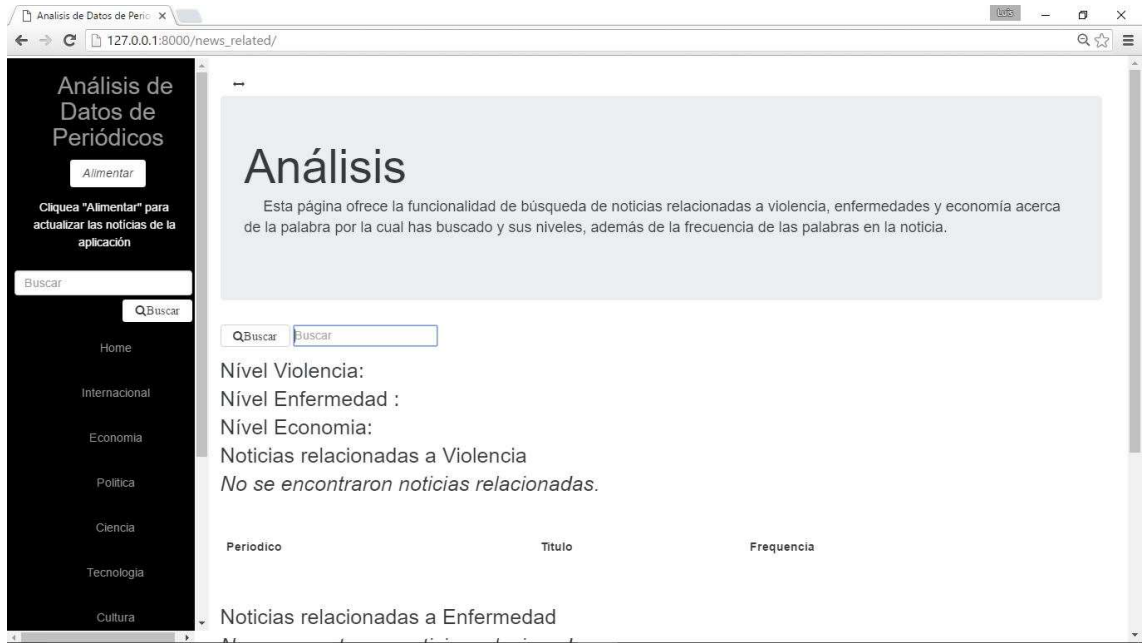 Analisis de Datos de Perio
Luis
127.0.0.1:8000/news_related/
Análisis de
Datos de
Periódicos
Alimentar
Cliquea "Alimentar" para
actualizar las notícias de la
aplicación
Buscar
Buscar
Home
Internacional
Economia
Politica
Ciencia
Tecnologia
Cultura
Análisis
Esta página ofrece la funcionalidad de búsqueda de noticias relacionadas a violencia, enfermedades y economía acerca
de la palabra por la cual has buscado y sus niveles, además de la frecuencia de las palabras en la noticia.
Buscar Buscar
Nível Violencia:
Nível Enfermedad :
Nível Economia:
Noticias relacionadas a Violencia
No se encontraron noticias relacionadas.
Periodico Titulo Frequencia
Noticias relacionadas a Enfermedad